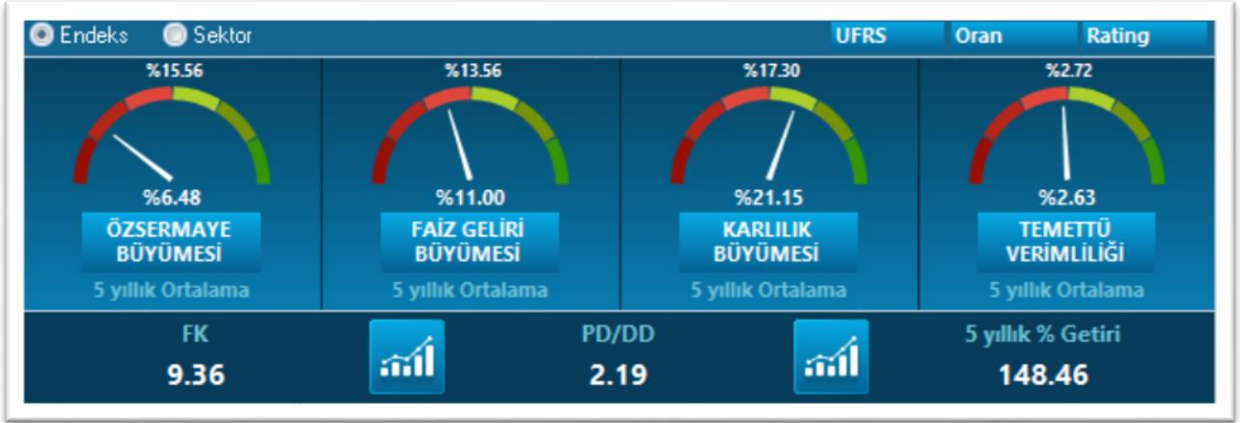 Endeks Sektor UFRS Oran Rating
%15.56 %13.56 %17.30 %2.72
%6.48 %11.00 %21.15 %2.63
ÖZSERMAYE BÜYÜMESİ
FAİZ GELİRİ BÜYÜMESİ
KARLILIK BÜYÜMESİ
TEMETTÜ VERİMLİLİĞİ
5 yıllık Ortalama 5 yıllık Ortalama 5 yıllık Ortalama 5 yıllık Ortalama
FK PD/DD 5 yıllık % Getiri
9.36 2.19 148.46